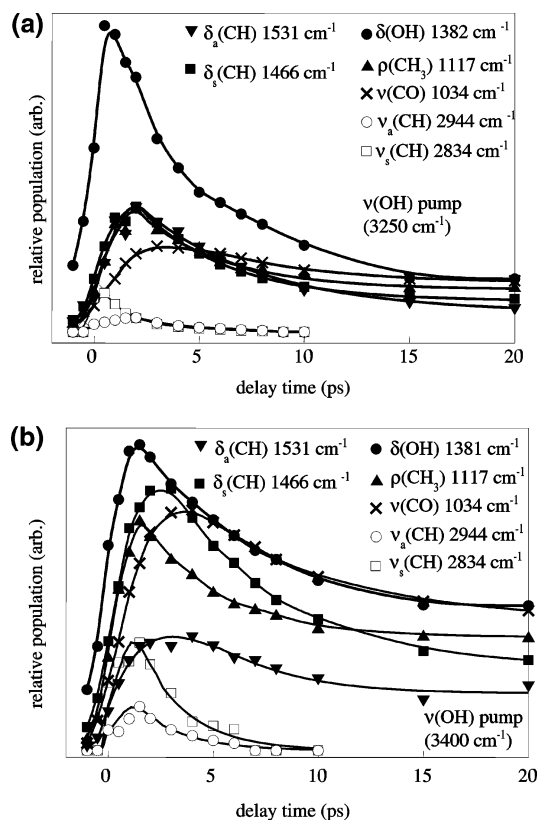 (a)
▼ δa(CH) 1531 cm⁻¹
■ δs(CH) 1466 cm⁻¹
● δ(OH) 1382 cm⁻¹
▲ ρ(CH₃) 1117 cm⁻¹
× ν(CO) 1034 cm⁻¹
○ νa(CH) 2944 cm⁻¹
□ νs(CH) 2834 cm⁻¹
ν(OH) pump
(3250 cm⁻¹)
relative population (arb.)
0 5 10 15 20
delay time (ps)
(b)
▼ δa(CH) 1531 cm⁻¹
■ δs(CH) 1466 cm⁻¹
● δ(OH) 1381 cm⁻¹
▲ ρ(CH₃) 1117 cm⁻¹
× ν(CO) 1034 cm⁻¹
○ νa(CH) 2944 cm⁻¹
□ νs(CH) 2834 cm⁻¹
ν(OH) pump
(3400 cm⁻¹)
relative population (arb.)
0 5 10 15 20
delay time (ps)